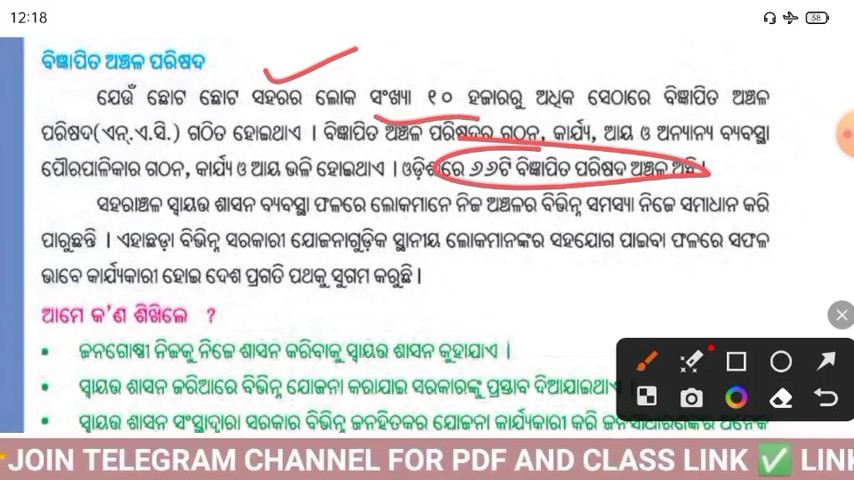 12:18
38
ବିଜ୍ଞାପିତ ଅଞ୍ଚଳ ପରିଷଦ
ଯେଉଁ ଛୋଟ ଛୋଟ ସହରର ଲୋକ ସଂଖ୍ୟା ୧୦ ହଜାରରୁ ଅଧିକ ସେଠାରେ ବିଜ୍ଞାପିତ ଅଞ୍ଚଳ
ପରିଷଦ(ଏନ୍.ଏ.ସି.) ଗଠିତ ହୋଇଥାଏ । ବିଜ୍ଞାପିତ ଅଞ୍ଚଳ ପରିଷଦର ଗଠନ, କାର୍ଯ୍ୟ, ଆୟ ଓ ଅନ୍ୟାନ୍ୟ ବ୍ୟବସ୍ଥା
ପୌରପାଳିକାର ଗଠନ, କାର୍ଯ୍ୟ ଓ ଆୟ ଭଳି ହୋଇଥାଏ । ଓଡ଼ିଶାରେ ୬୬ଟି ବିଜ୍ଞାପିତ ପରିଷଦ ଅଞ୍ଚଳ ଅଛି ।
ସହରାଞ୍ଚଳ ସ୍ୱାୟତ୍ତ ଶାସନ ବ୍ୟବସ୍ଥା ଫଳରେ ଲୋକମାନେ ନିଜ ଅଞ୍ଚଳର ବିଭିନ୍ନ ସମସ୍ୟା ନିଜେ ସମାଧାନ କରି
ପାରୁଛନ୍ତି । ଏହାଛଡ଼ା ବିଭିନ୍ନ ସରକାରୀ ଯୋଜନାଗୁଡ଼ିକ ସ୍ଥାନୀୟ ଲୋକମାନଙ୍କର ସହଯୋଗ ପାଇବା ଫଳରେ ସଫଳ
ଭାବେ କାର୍ଯ୍ୟକାରୀ ହୋଇ ଦେଶ ପ୍ରଗତି ପଥକୁ ସୁଗମ କରୁଛି ।
ଆମେ କ'ଣ ଶିଖିଲେ ?
• ଜନଗୋଷ୍ଠୀ ନିଜକୁ ନିଜେ ଶାସନ କରିବାକୁ ସ୍ୱାୟତ୍ତ ଶାସନ କୁହାଯାଏ ।
• ସ୍ୱାୟତ୍ତ ଶାସନ ଜରିଆରେ ବିଭିନ୍ନ ଯୋଜନା କରାଯାଇ ସରକାରଙ୍କୁ ପ୍ରସ୍ତାବ ଦିଆଯାଇଥାଏ ।
• ସ୍ୱାୟତ୍ତ ଶାସନ ସଂସ୍ଥାଦ୍ୱାରା ସରକାର ବିଭିନ୍ନ ଜନହିତକର ଯୋଜନା କାର୍ଯ୍ୟକାରୀ କରି ଜନସାଧାରଣଙ୍କର ଅନେକ
JOIN TELEGRAM CHANNEL FOR PDF AND CLASS LINK ✅ LINK